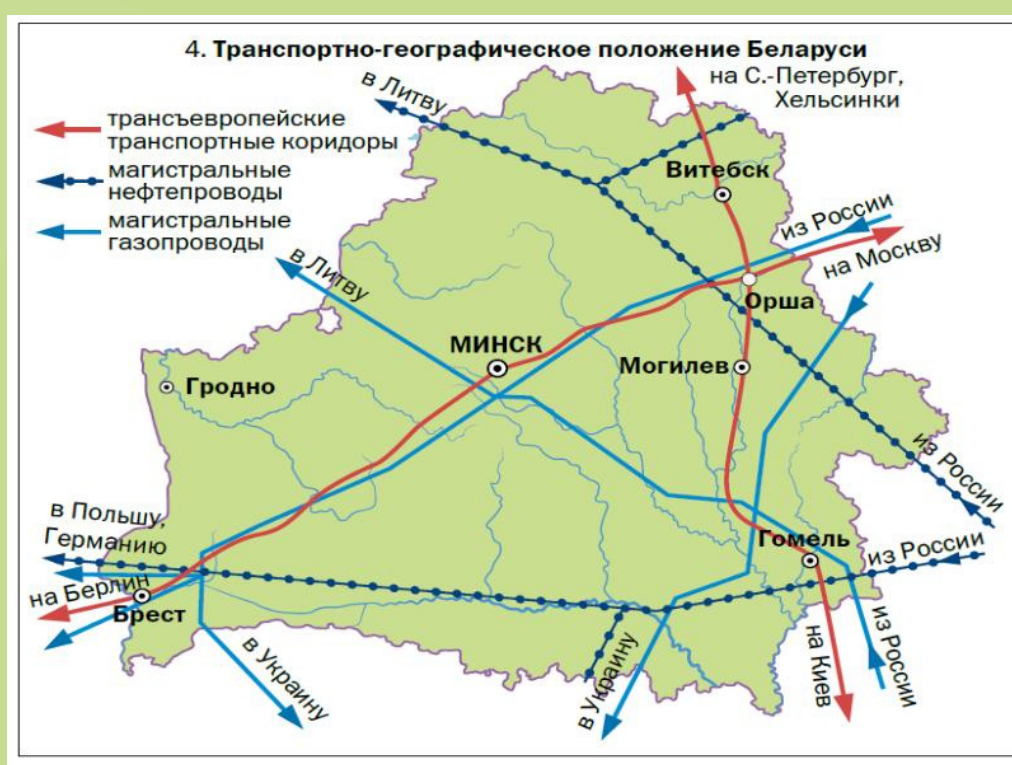 4. Транспортно-географическое положение Беларуси
на С.-Петербург,
Хельсинки
в Литву
трансъевропейские
транспортные коридоры
магистральные
нефтепроводы
магистральные
газопроводы
Витебск
из России
на Москву
в Литву
Орша
МИНСК
Могилев
Гродно
из России
в Польшу,
Германию
Гомель
из России
на Берлин
Брест
в Украину
в Украину
на Киев
из России